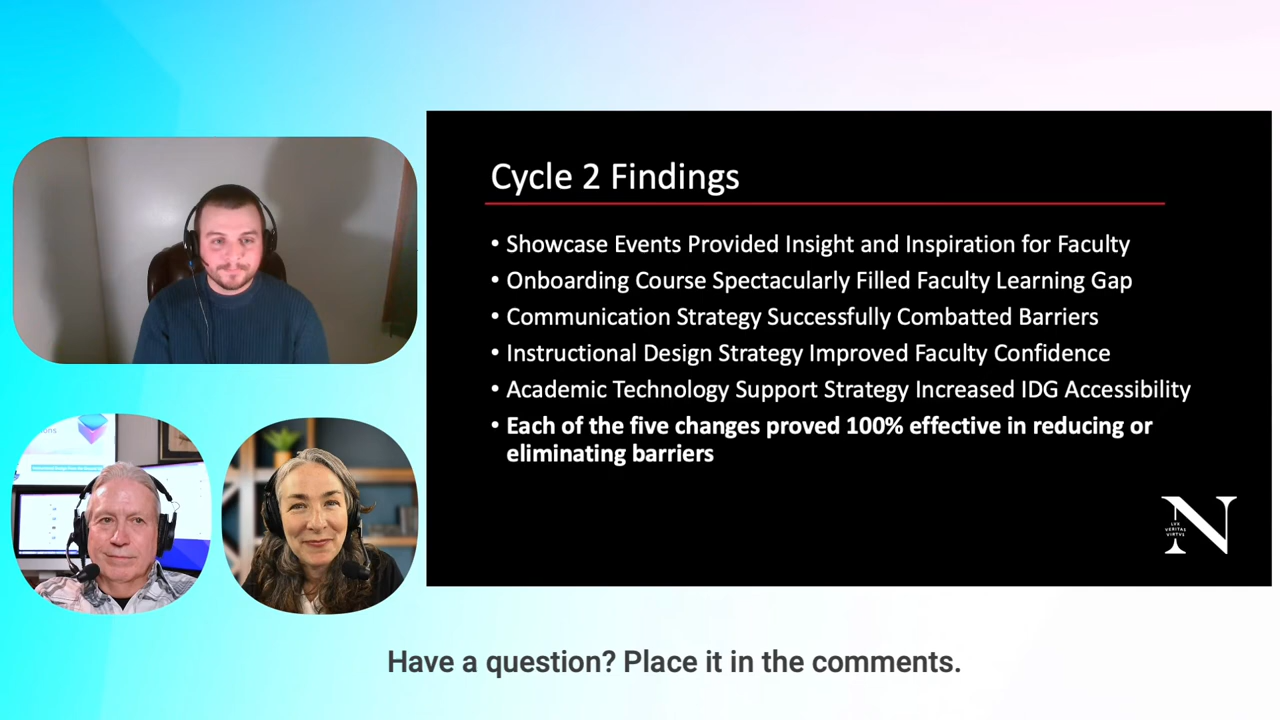 Cycle 2 Findings
• Showcase Events Provided Insight and Inspiration for Faculty
• Onboarding Course Spectacularly Filled Faculty Learning Gap
• Communication Strategy Successfully Combatted Barriers
• Instructional Design Strategy Improved Faculty Confidence
• Academic Technology Support Strategy Increased IDG Accessibility
• Each of the five changes proved 100% effective in reducing or
eliminating barriers
N
LVX
VERITAS
VIRTVS
Have a question? Place it in the comments.